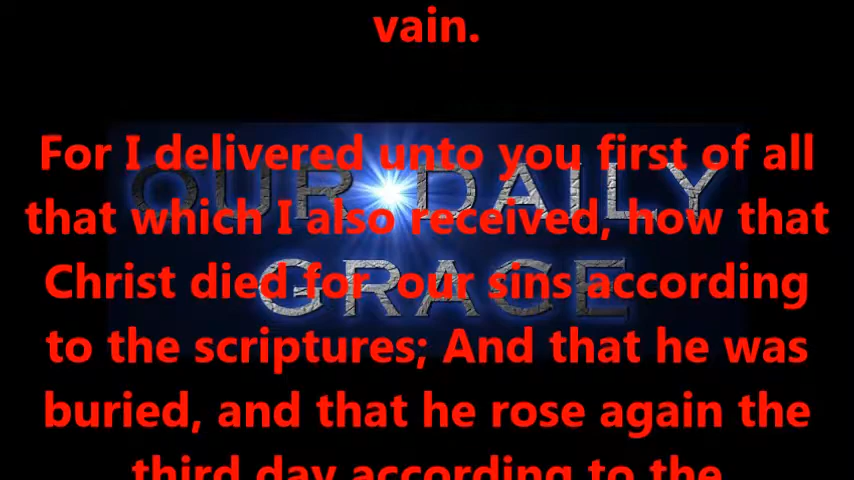 vain.
For I delivered unto you first of all
that which I also received, how that
Christ died for our sins according
to the scriptures; And that he was
buried, and that he rose again the
third day according to the
OUR DAILY
GRACE